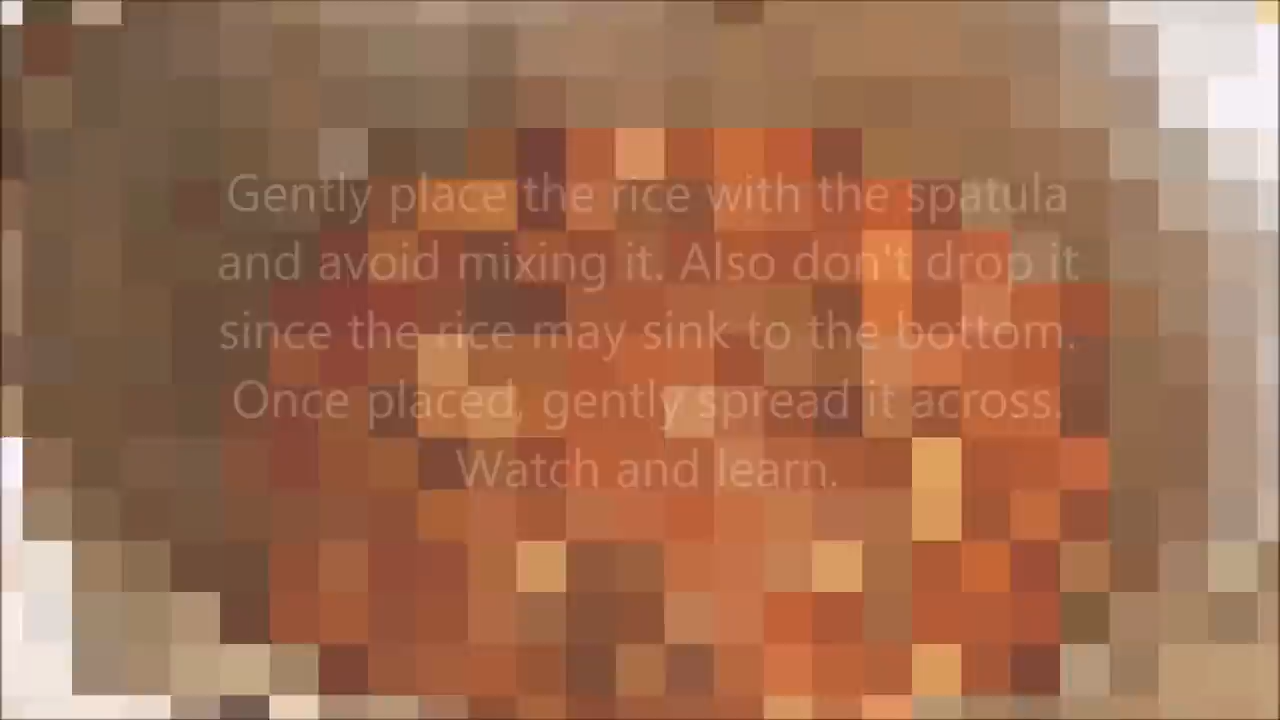 Gently place the rice with the spatula
and avoid mixing it. Also don't drop it
since the rice may sink to the bottom.
Once placed, gently spread it across.
Watch and learn.